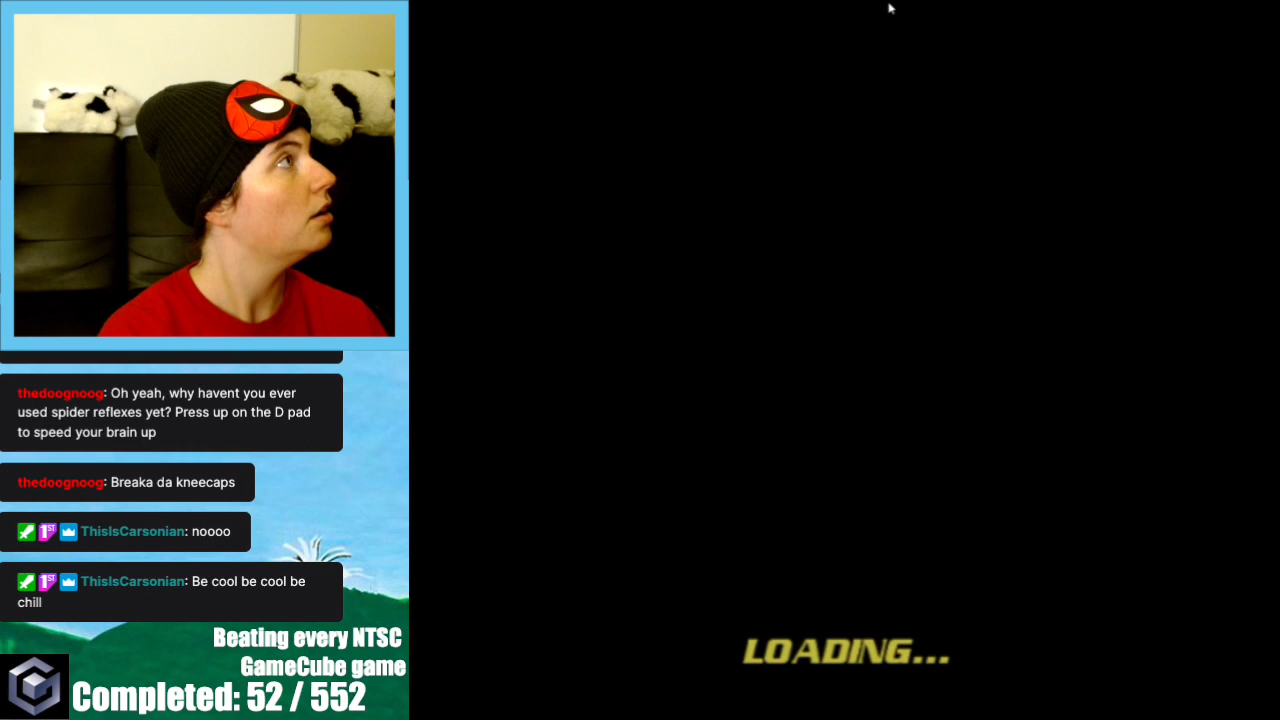 thedoognoog: Oh yeah, why havent you ever
used spider reflexes yet? Press up on the D pad
to speed your brain up
thedoognoog: Breaka da kneecaps
1ST ThisIsCarsonian: noooo
1ST ThisIsCarsonian: Be cool be cool be
chill
Beating every NTSC
GameCube game
Completed: 52 / 552
LOADING...